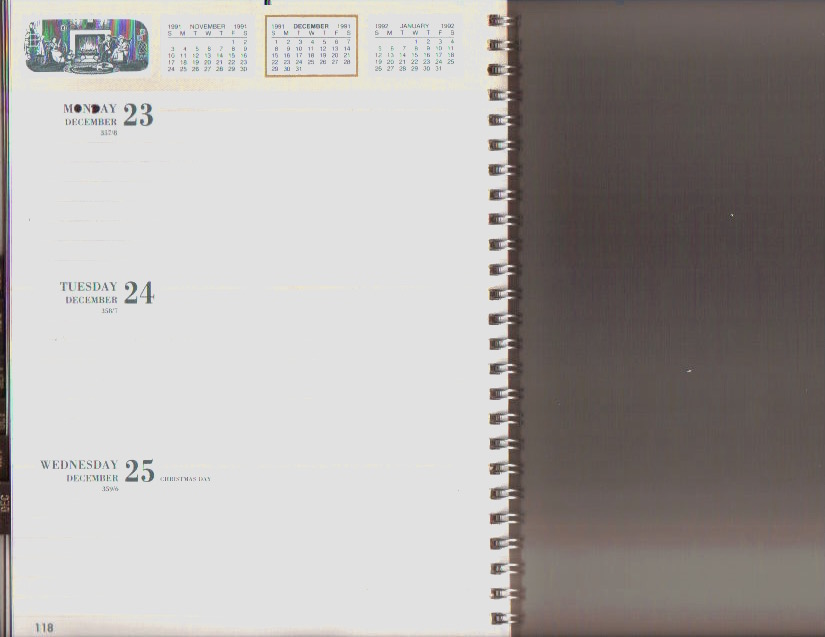 1991 NOVEMBER 1991
S M T W T F S
1 2
3 4 5 6 7 8 9
10 11 12 13 14 15 16
17 18 19 20 21 22 23
24 25 26 27 28 29 30
1991 DECEMBER 1991
S M T W T F S
1 2 3 4 5 6 7
8 9 10 11 12 13 14
15 16 17 18 19 20 21
22 23 24 25 26 27 28
29 30 31
1992 JANUARY 1992
S M T W T F S
1 2 3 4
5 6 7 8 9 10 11
12 13 14 15 16 17 18
19 20 21 22 23 24 25
26 27 28 29 30 31
MONDAY 23
DECEMBER
357/8
TUESDAY 24
DECEMBER
358/7
WEDNESDAY 25
DECEMBER CHRISTMAS DAY
359/6
DEC
118